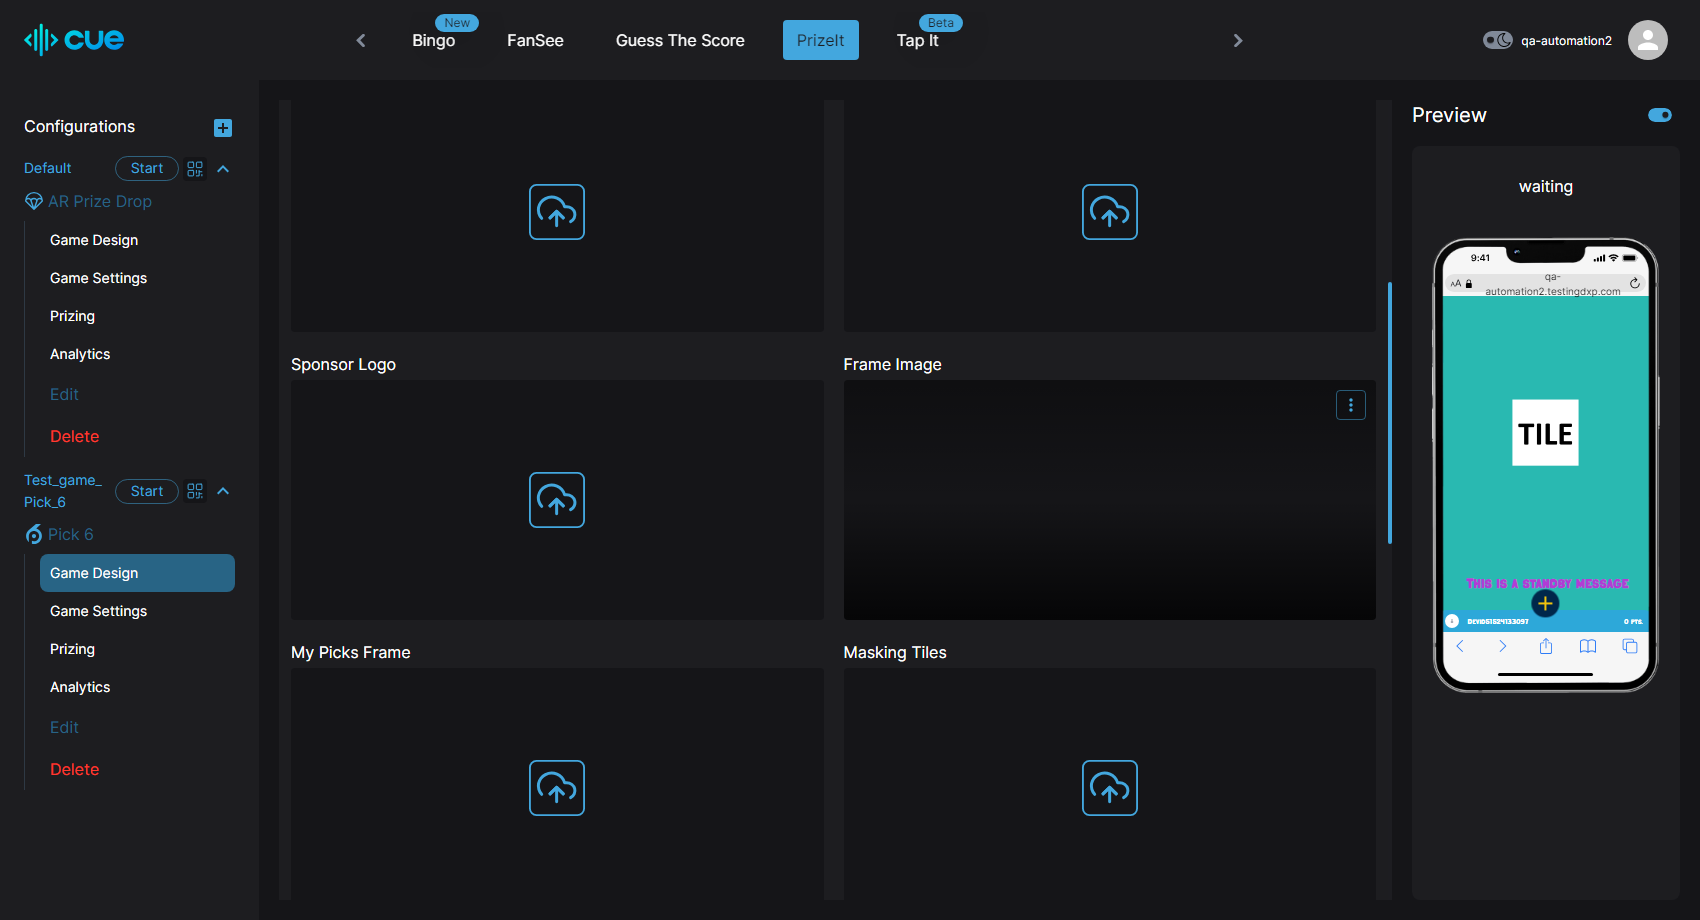 cue
New
Bingo
FanSee
Guess The Score
PrizeIt
Beta
Tap It
qa-automation2
Configurations
Default
Start
AR Prize Drop
Game Design
Game Settings
Prizing
Analytics
Edit
Delete
Test_game_
Pick_6
Start
Pick 6
Game Design
Game Settings
Prizing
Analytics
Edit
Delete
Sponsor Logo
Frame Image
My Picks Frame
Masking Tiles
Preview
waiting
9:41
AA
qa-
automation2.testingdxp.com
TILE
THIS IS A STANDBY MESSAGE
0 PTS.